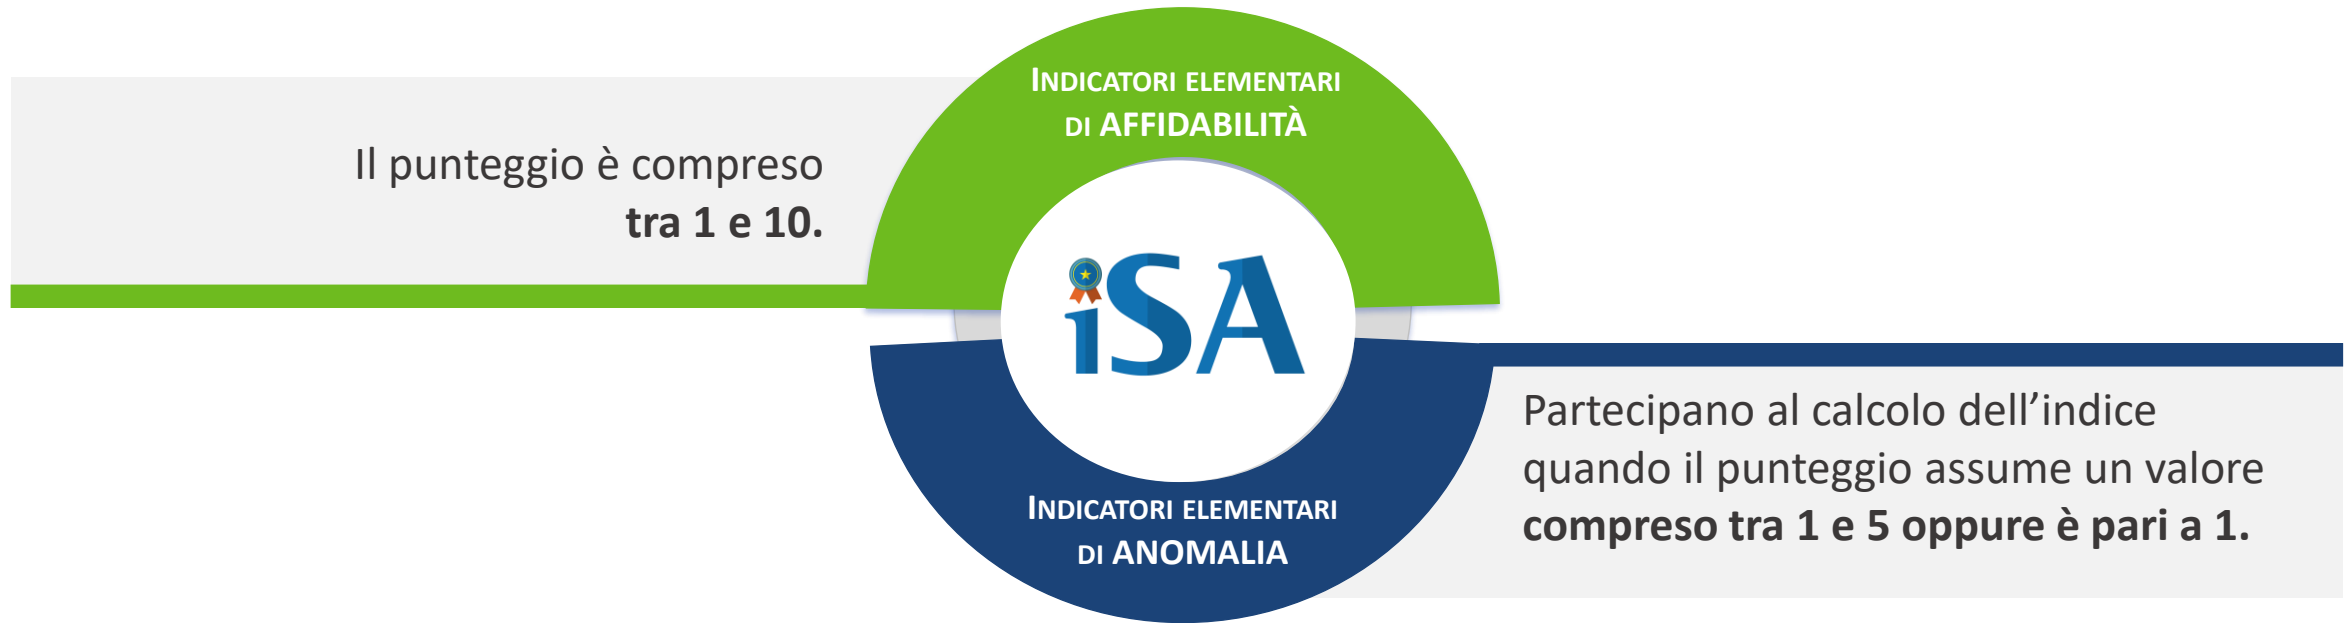 INDICATORI ELEMENTARI
DI AFFIDABILITÀ
Il punteggio è compreso
tra 1 e 10.
iSA
Partecipano al calcolo dell’indice
quando il punteggio assume un valore
compreso tra 1 e 5 oppure è pari a 1.
INDICATORI ELEMENTARI
DI ANOMALIA